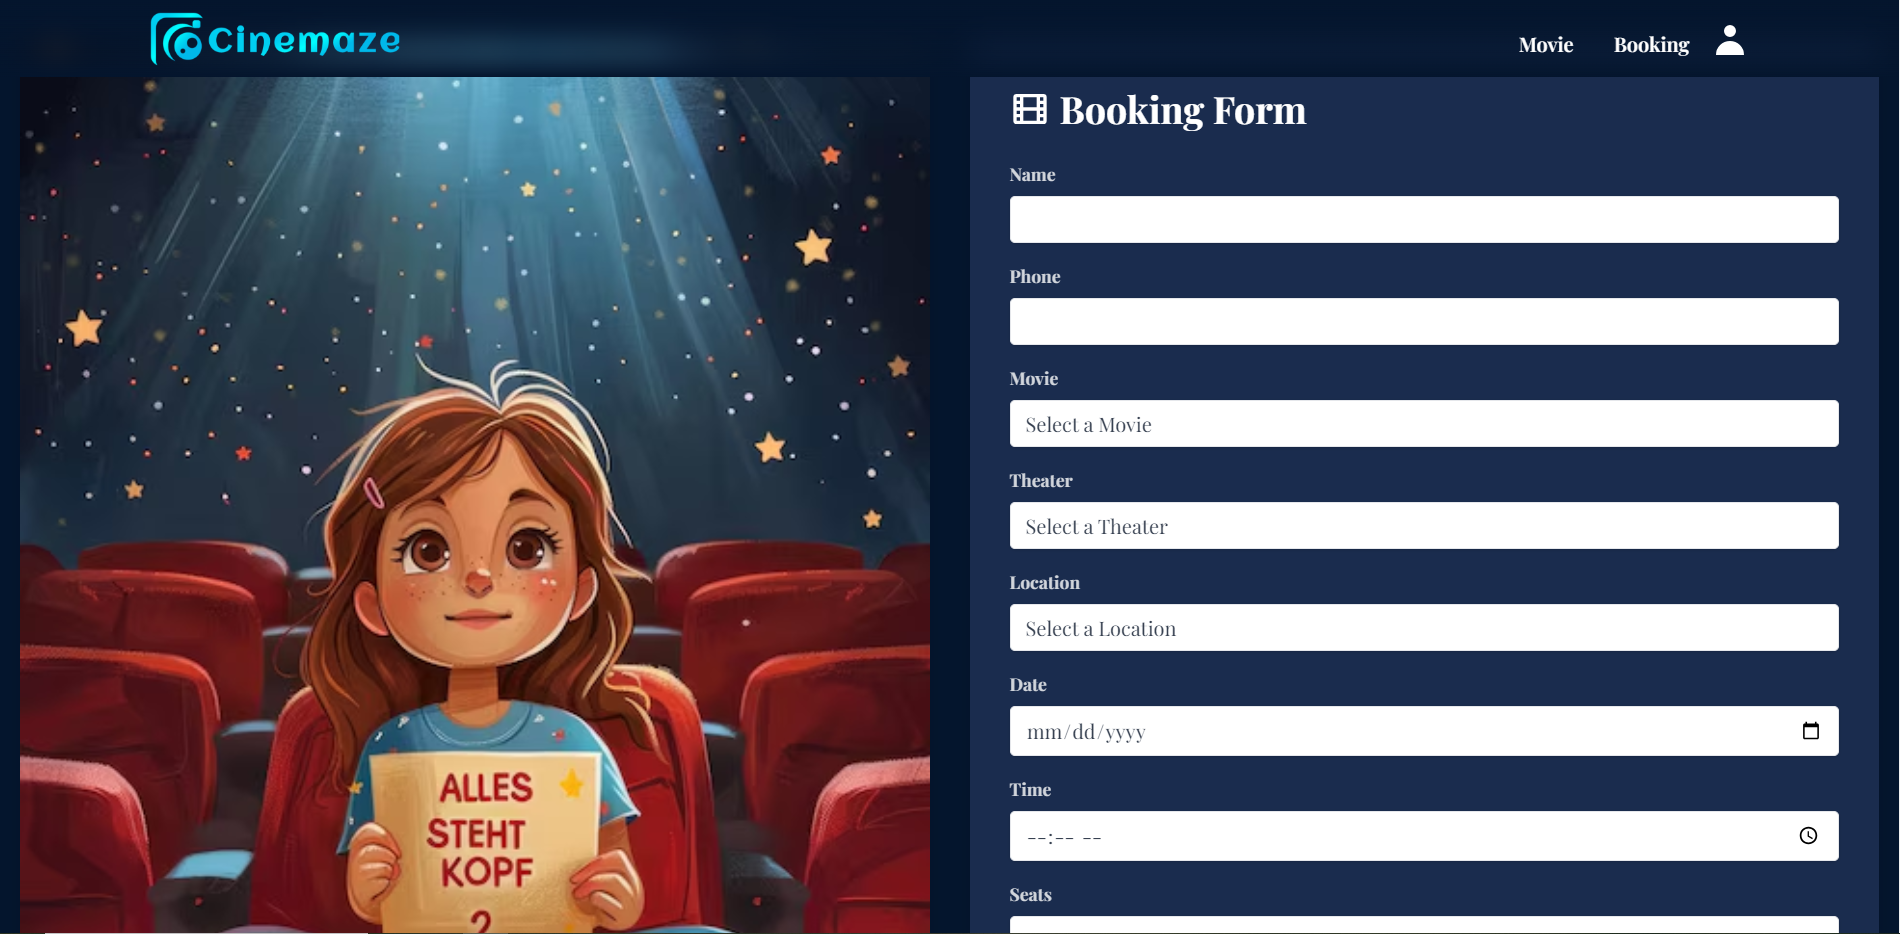 Cinemaze
Movie
Booking
Booking Form
Name
Phone
Movie
Select a Movie
Theater
Select a Theater
Location
Select a Location
Date
mm/dd/yyyy
Time
--:-- --
Seats
ALLES
STEHT
KOPF
2